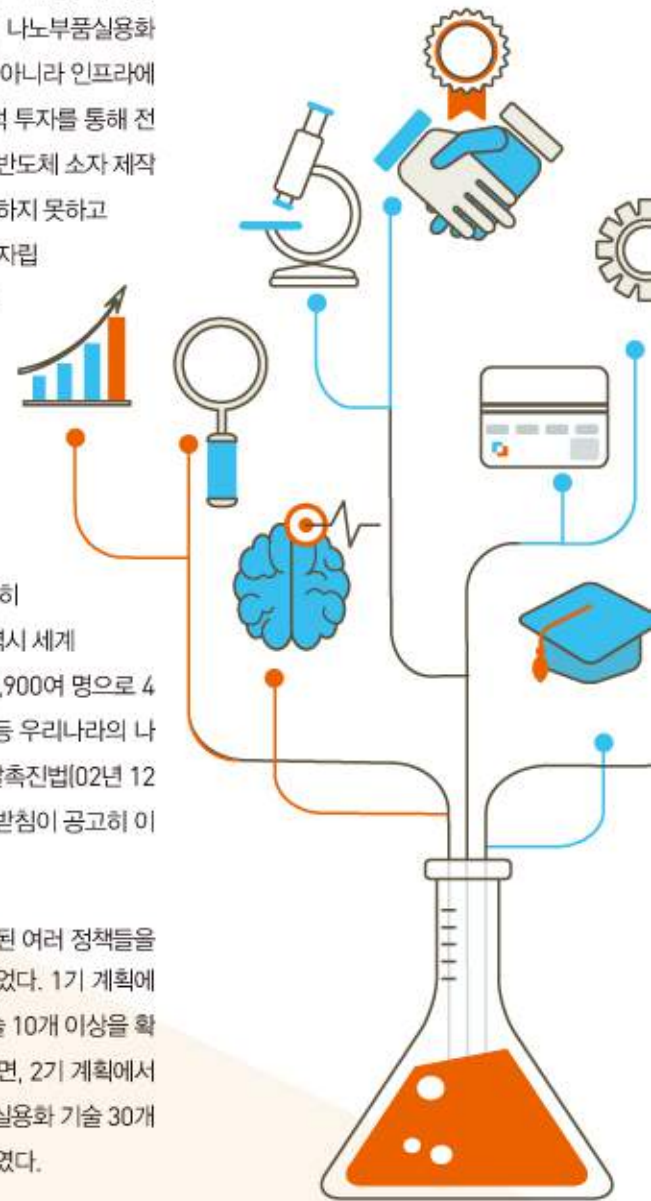 나노부품실용화
아니라 인프라에
투자를 통해 전
반도체 소자 제작
하지 못하고
자립
히
시 세계
,900여 명으로 4
등 우리나라의 나
촉진법(02년 12
받침이 공고히 이
된 여러 정책들을
었다. 1기 계획에
10개 이상을 확
면, 2기 계획에서
실용화 기술 30개
였다.